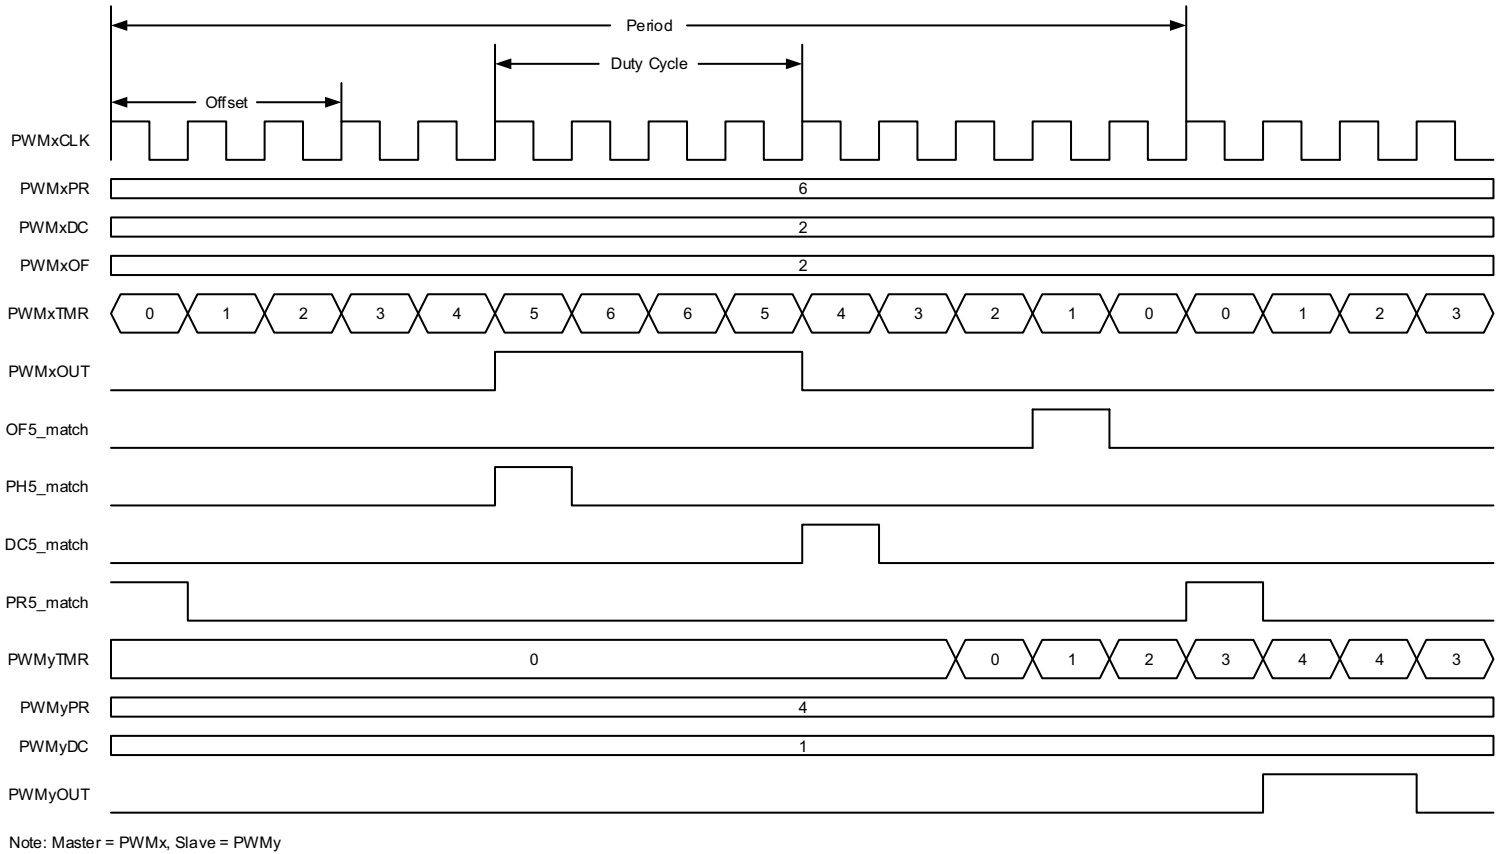 Period
Duty Cycle
Offset
PWMxCLK
PWMxPR 6
PWMxDC 2
PWMxOF 2
PWMxTMR 0 1 2 3 4 5 6 6 5 4 3 2 1 0 0 1 2 3
PWMxOUT
OF5_match
PH5_match
DC5_match
PR5_match
PWMyTMR 0 0 1 2 3 4 4 3
PWMyPR 4
PWMyDC 1
PWMyOUT
Note: Master = PWMx, Slave = PWMy